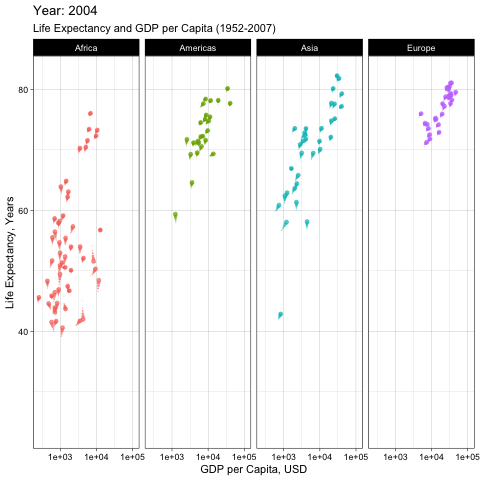 Year: 2004
Life Expectancy and GDP per Capita (1952-2007)
Africa Americas Asia Europe
80
60
40
Life Expectancy, Years
1e+03 1e+04 1e+05 1e+03 1e+04 1e+05 1e+03 1e+04 1e+05 1e+03 1e+04 1e+05
GDP per Capita, USD